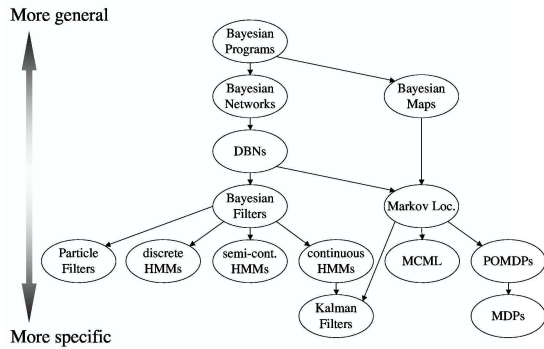 More general
Bayesian
Programs
Bayesian
Networks
Bayesian
Maps
DBNs
Bayesian
Filters
Markov Loc.
Particle
Filters
discrete
HMMs
semi-cont.
HMMs
continuous
HMMs
MCML
POMDPs
Kalman
Filters
MDPs
More specific